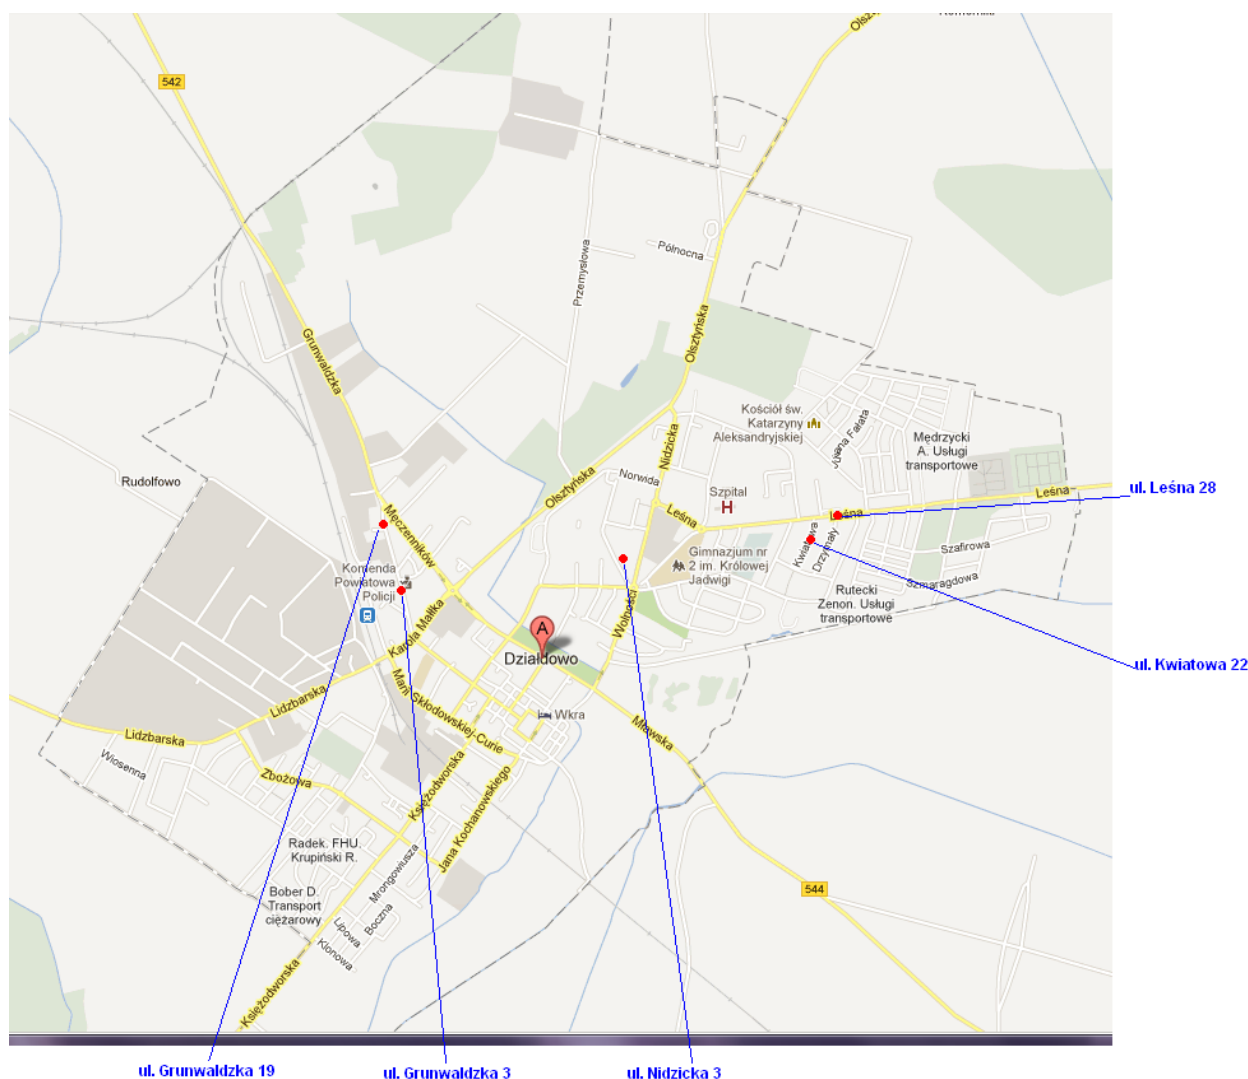 Olszty
542
Północna
Przemysłowa
Olsztyńska
Grunwaldzka
Kościół św.
Katarzyny
Aleksandryjskiej
Juliana Fałata
Mędrzycki
A. Usługi
transportowe
Nidzicka
Norwida
Szpital
H
Rudolfowo
Olsztyńska
Leśna
Leśna
Leśna
ul. Leśna 28
Męczenników
Gimnazjum nr
2 im. Królowej
Jadwigi
Kwiatowa
Drzymały
Szafirowa
Szmaragdowa
Komenda
Powiatowa
Policji
Rutecki
Zenon. Usługi
transportowe
Karola Małłka
Wolności
A
Działdowo
ul. Kwiatowa 22
Lidzbarska
Marii Skłodowskiej-Curie
Wkra
Mławska
Lidzbarska
Wiosenna
Zbożowa
Księżodworska
Jana Kochanowskiego
Radek. FHU.
Krupiński R.
Mrongowiusza
Bober D.
Transport
ciężarowy
544
Boczna
Lipowa
Klonowa
Księżodworska
ul. Grunwaldzka 19
ul. Grunwaldzka 3
ul. Nidzicka 3